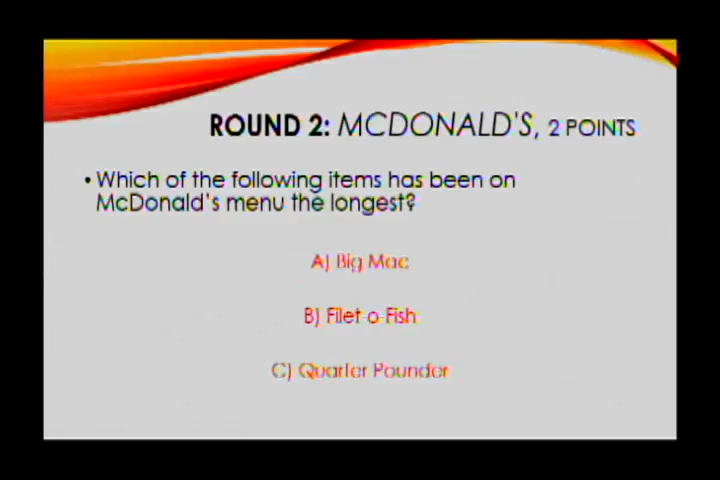 ROUND 2: MCDONALD'S, 2 POINTS
• Which of the following items has been on
McDonald's menu the longest?
A) Big Mac
B) Filet-o-Fish
C) Quarter Pounder